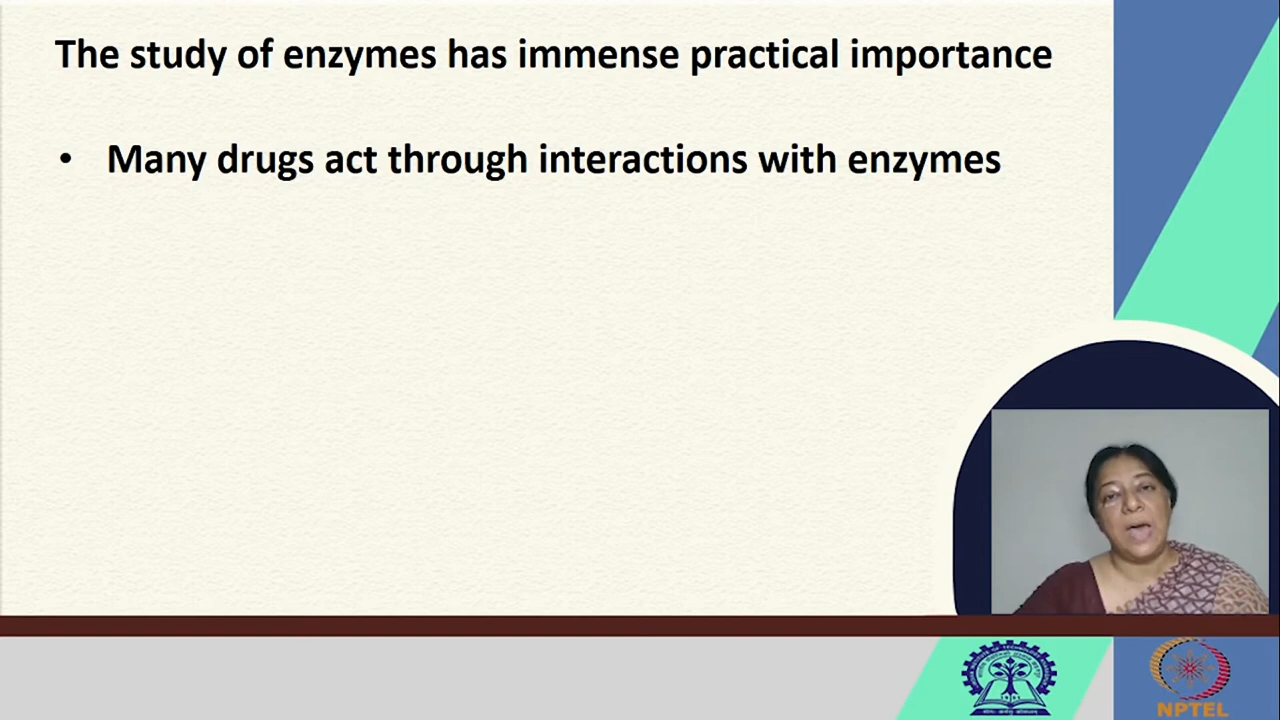 The study of enzymes has immense practical importance
• Many drugs act through interactions with enzymes
NPTEL